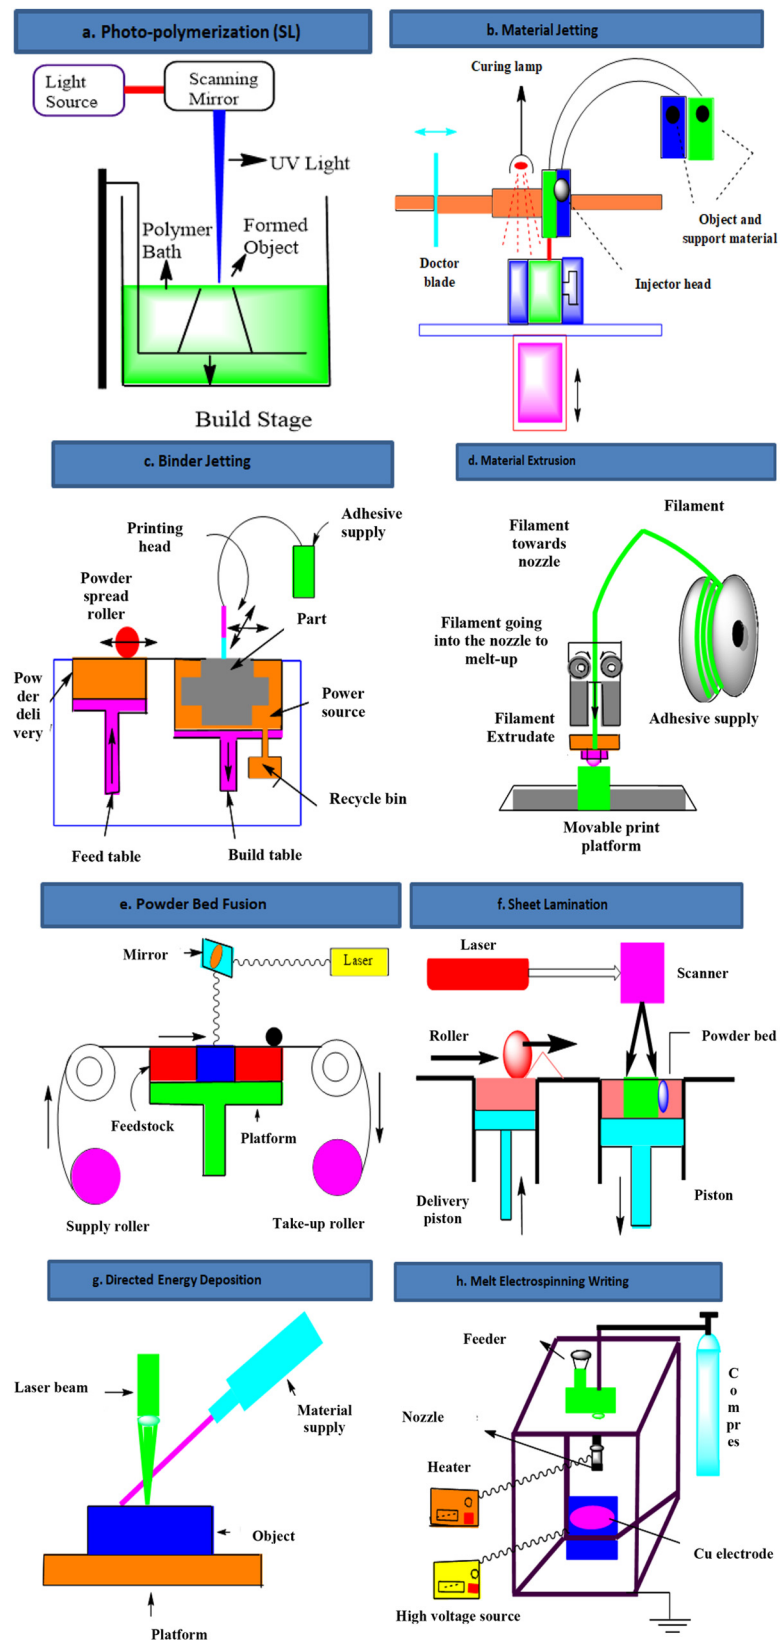 a. Photo-polymerization (SL)
Light
Source
Scanning
Mirror
UV Light
Polymer
Bath
Formed
Object
Build Stage
b. Material Jetting
Curing lamp
Doctor
blade
Object and
support material
Injector head
c. Binder Jetting
Printing
head
Adhesive
supply
Powder
spread
roller
Part
Pow
der
deli
very
Power
source
Recycle bin
Feed table
Build table
d. Material Extrusion
Filament
Filament
towards
nozzle
Filament going
into the nozzle to
melt-up
Adhesive supply
Filament
Extrudate
Movable print
platform
e. Powder Bed Fusion
Mirror
Laser
Feedstock
Platform
Supply roller
Take-up roller
f. Sheet Lamination
Laser
Scanner
Roller
Powder bed
Delivery
piston
Piston
g. Directed Energy Deposition
Laser beam
Material
supply
Object
Platform
h. Melt Electrospinning Writing
Feeder
C
o
m
pres
Nozzle
Heater
Cu electrode
High voltage source